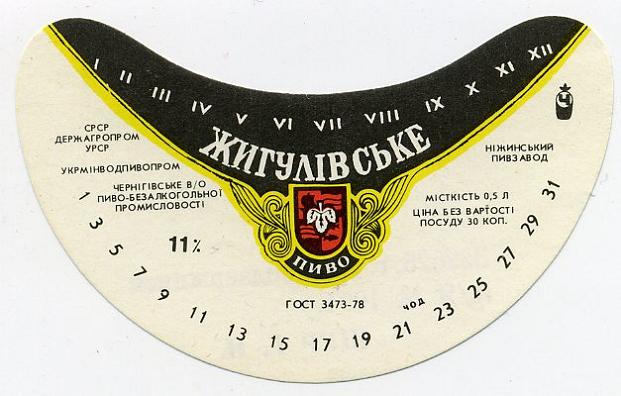 I II III IV V VI VII VIII IX X XI XII
ЖИГУЛІВСЬКЕ
ПИВО
СРСР
ДЕРЖАГРОПРОМ
УРСР
УКРМІНВОДПИВОПРОМ
ЧЕРНІГІВСЬКЕ В/О
ПИВО-БЕЗАЛКОГОЛЬНОЇ
ПРОМИСЛОВОСТІ
11%
Ч
НІЖИНСЬКИЙ
ПИВЗАВОД
МІСТКІСТЬ 0,5 Л
ЦІНА БЕЗ ВАРТОСТІ
ПОСУДУ 30 КОП.
ГОСТ 3473-78
чод
1 3 5 7 9 11 13 15 17 19 21 23 25 27 29 31